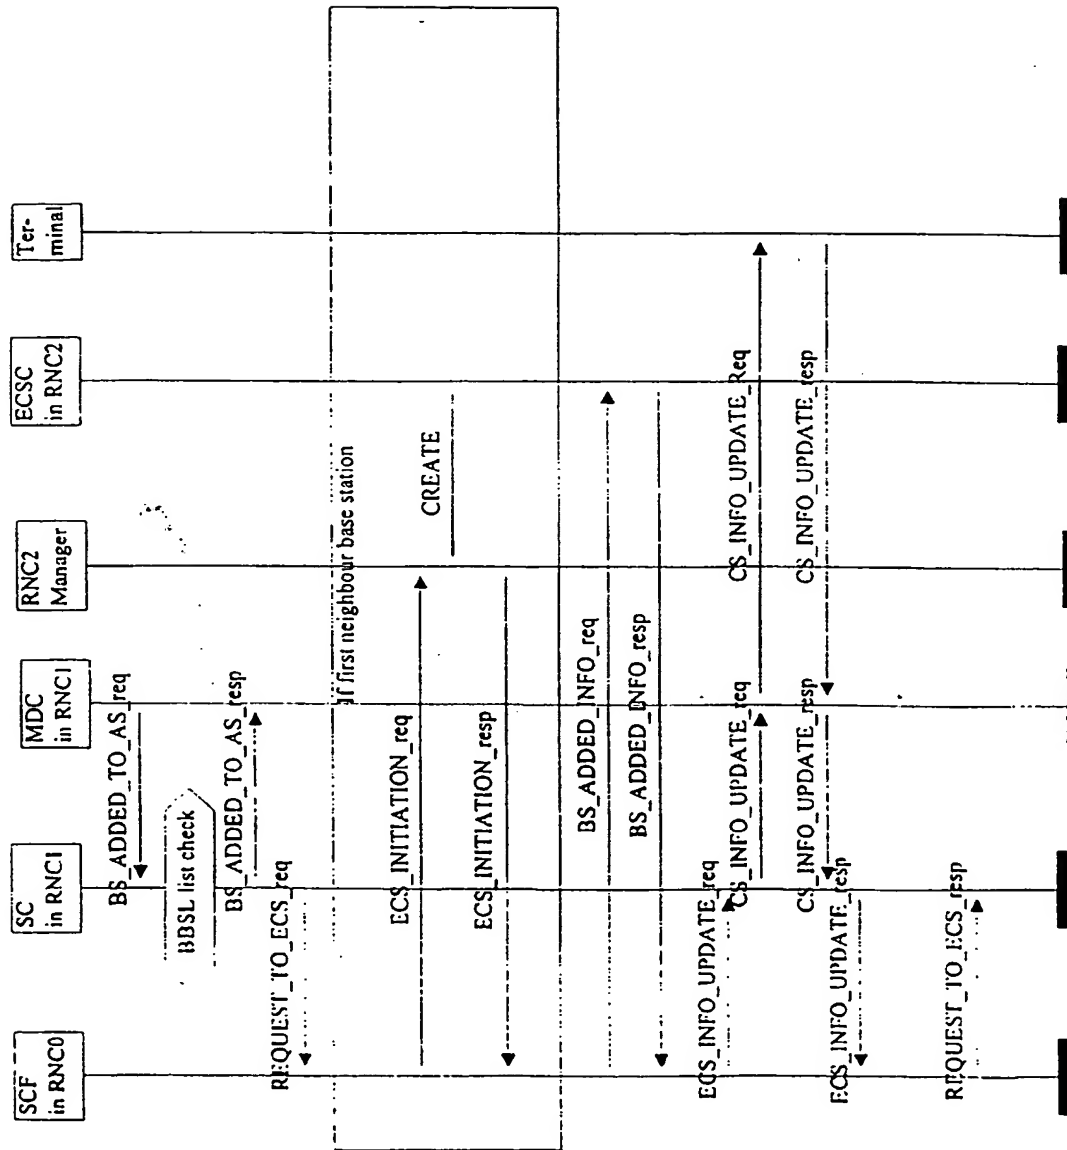 SCF
in RNC0
SC
in RNC1
MDC
in RNC1
RNC2
Manager
ECSC
in RNC2
Ter-
minal
BS_ADDED_TO_AS_req
BBSL list check
BS_ADDED_TO_AS_resp
REQUEST_TO_ECS_req
If first neighbour base station
ECS_INITIATION_req
CREATE
ECS_INITIATION_resp
BS_ADDED_INFO_req
BS_ADDED_INFO_resp
ECS_INFO_UPDATE_req
CS_INFO_UPDATE_req
CS_INFO_UPDATE_Req
CS_INFO_UPDATE_resp
CS_INFO_UPDATE_resp
ECS_INFO_UPDATE_resp
REQUEST_TO_ECS_resp